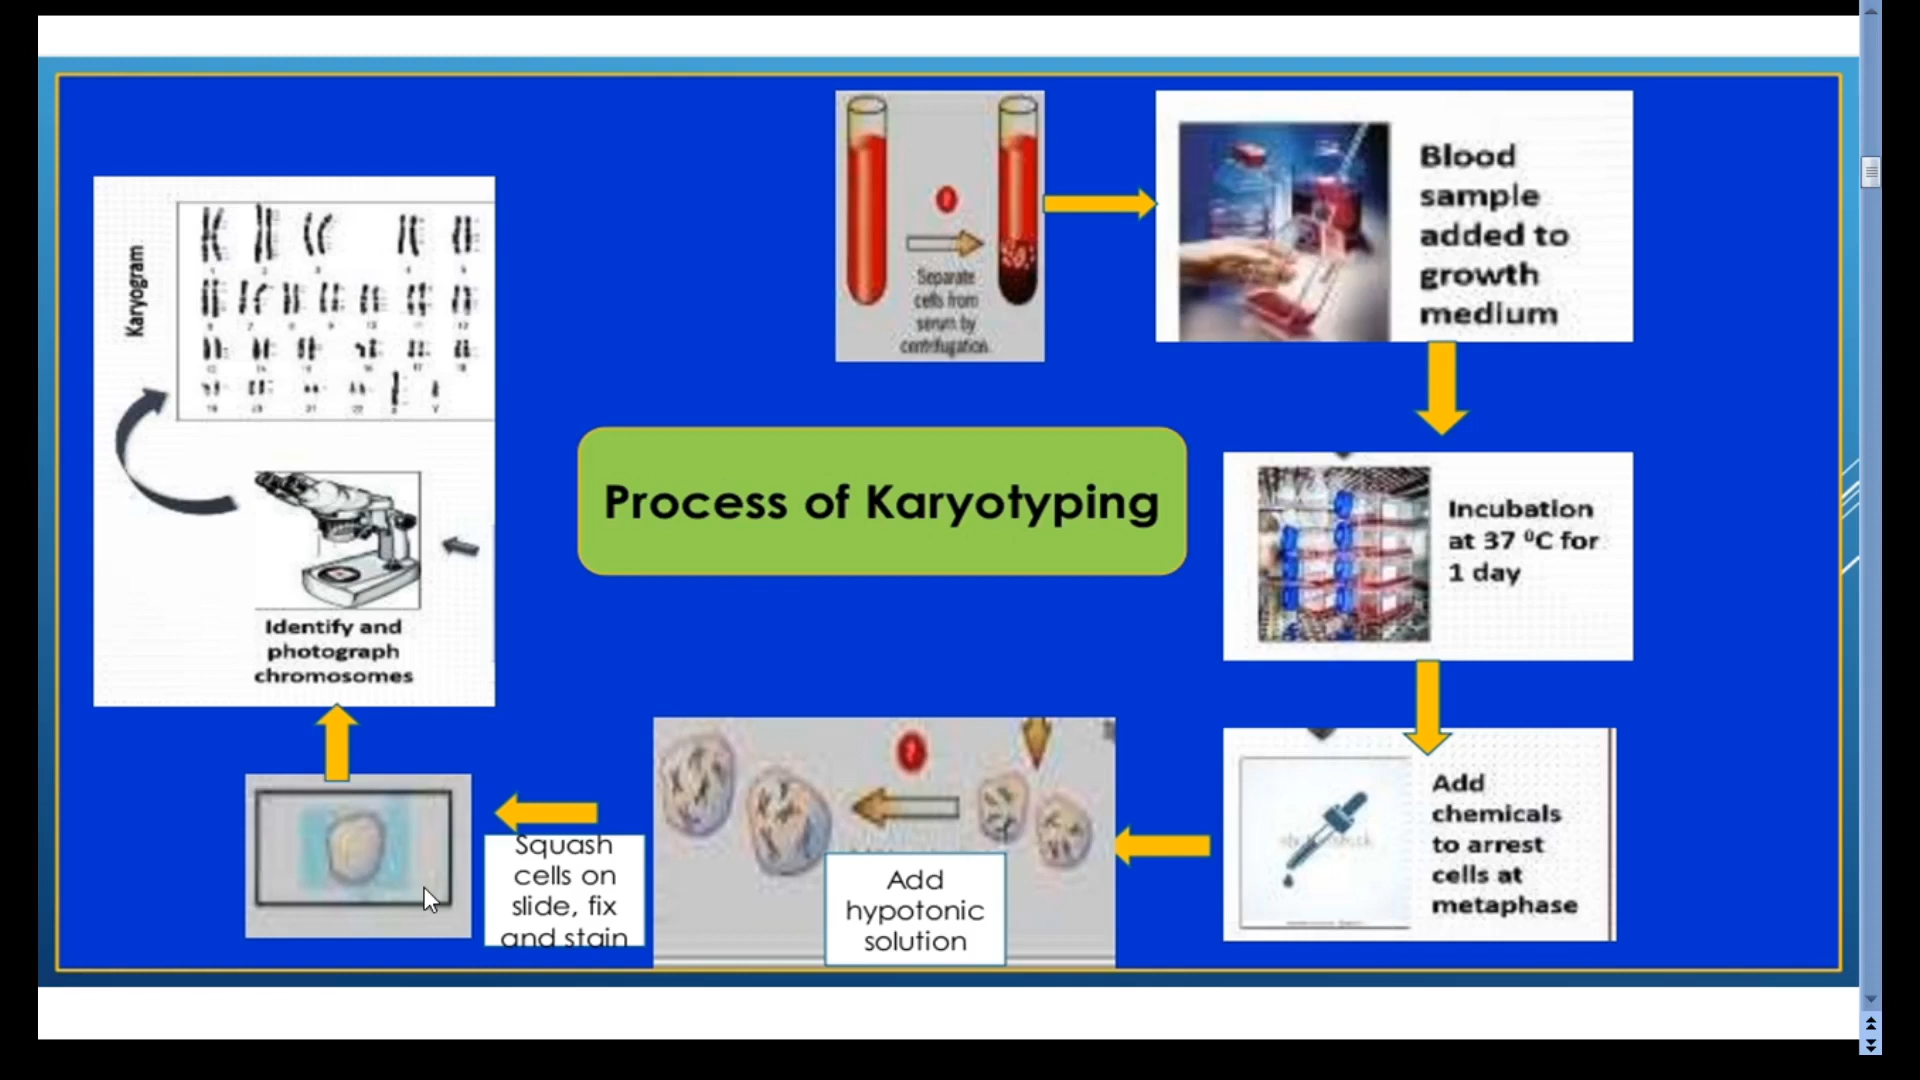 Separate
cells from
serum by
centrifugation
Blood
sample
added to
growth
medium
Karyogram
Process of Karyotyping
Incubation
at 37 ⁰C for
1 day
Identify and
photograph
chromosomes
Add
chemicals
to arrest
cells at
metaphase
Add
hypotonic
solution
Squash
cells on
slide, fix
and stain